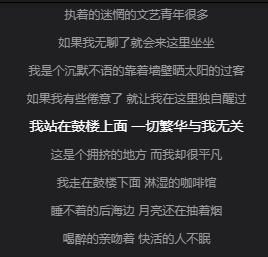 执着的迷惘的文艺青年很多
如果我无聊了就会来这里坐坐
我是个沉默不语的靠着墙壁晒太阳的过客
如果我有些倦意了 就让我在这里独自醒过
我站在鼓楼上面 一切繁华与我无关
这是个拥挤的地方 而我却很平凡
我走在鼓楼下面 淋湿的咖啡馆
睡不着的后海边 月亮还在抽着烟
喝醉的亲吻着 快活的人不眠